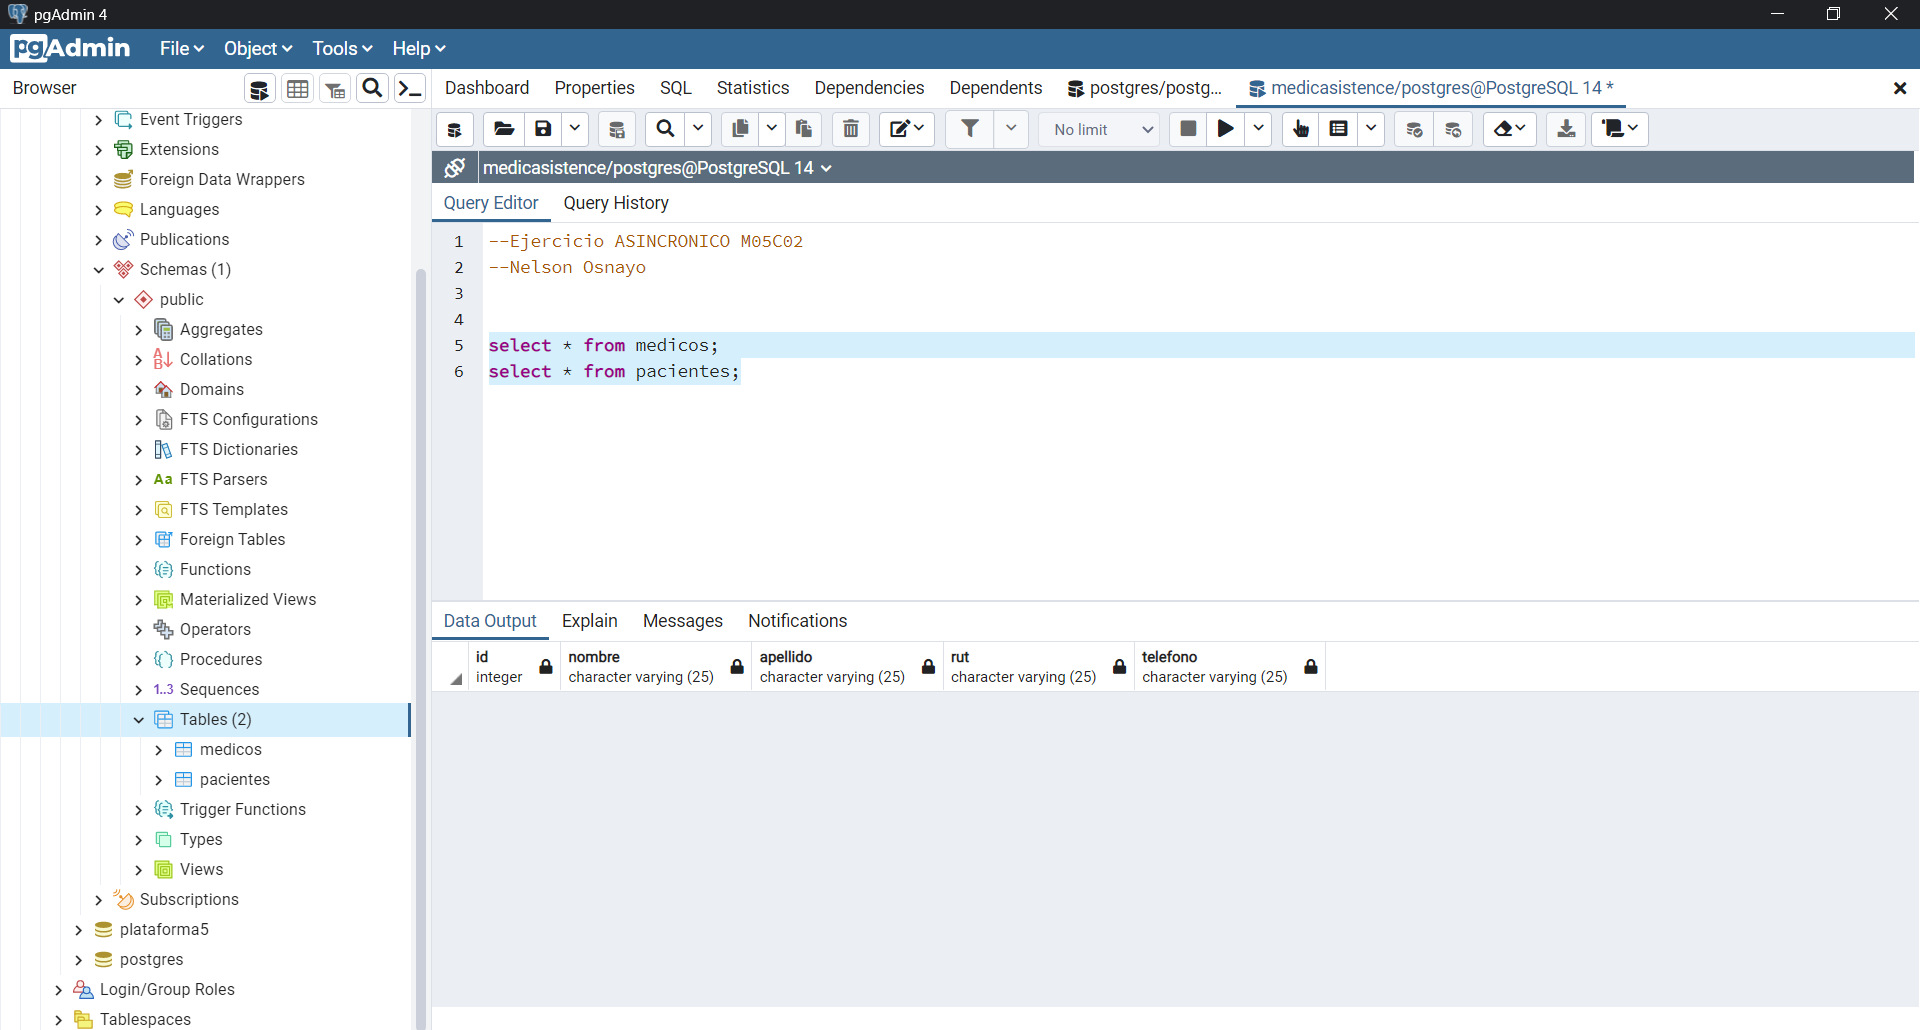 pgAdmin 4
pgAdmin File Object Tools Help
Browser
Dashboard Properties SQL Statistics Dependencies Dependents postgres/postg... medicasistence/postgres@PostgreSQL 14 *
No limit
medicasistence/postgres@PostgreSQL 14
Query Editor Query History
Event Triggers
Extensions
Foreign Data Wrappers
Languages
Publications
Schemas (1)
public
Aggregates
Collations
Domains
FTS Configurations
FTS Dictionaries
Aa FTS Parsers
FTS Templates
Foreign Tables
Functions
Materialized Views
Operators
Procedures
1..3 Sequences
Tables (2)
medicos
pacientes
Trigger Functions
Types
Views
Subscriptions
plataforma5
postgres
Login/Group Roles
Tablespaces
1 --Ejercicio ASINCRONICO M05C02
2 --Nelson Osnayo
3
4
5 select * from medicos;
6 select * from pacientes;
Data Output Explain Messages Notifications
id nombre apellido rut telefono
integer character varying (25) character varying (25) character varying (25) character varying (25)